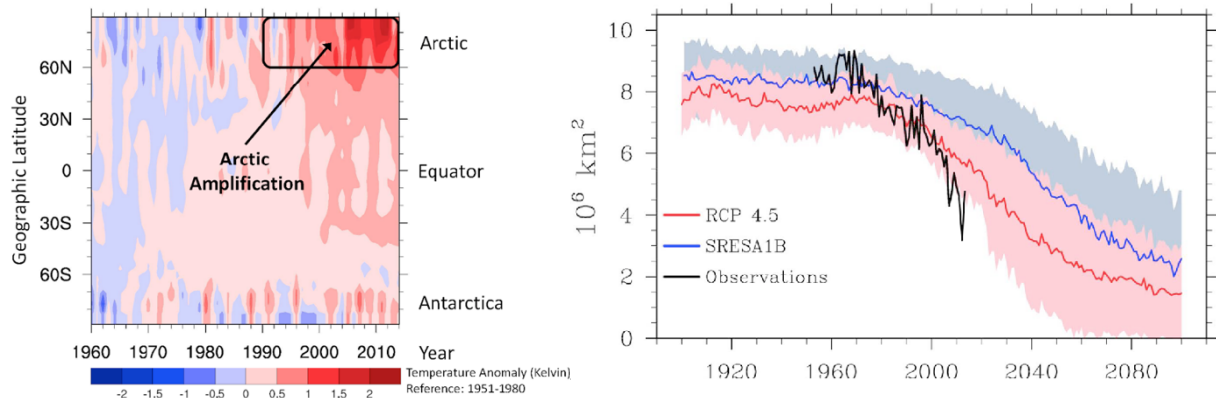 Geographic Latitude
60N
30N
0
30S
60S
Arctic
Equator
Antarctica
Arctic
Amplification
1960 1970 1980 1990 2000 2010 Year
-2 -1.5 -1 -0.5 0 0.5 1 1.5 2
Temperature Anomaly (Kelvin)
Reference: 1951-1980
10⁶ km²
10
8
6
4
2
0
RCP 4.5
SRESA1B
Observations
1920 1960 2000 2040 2080